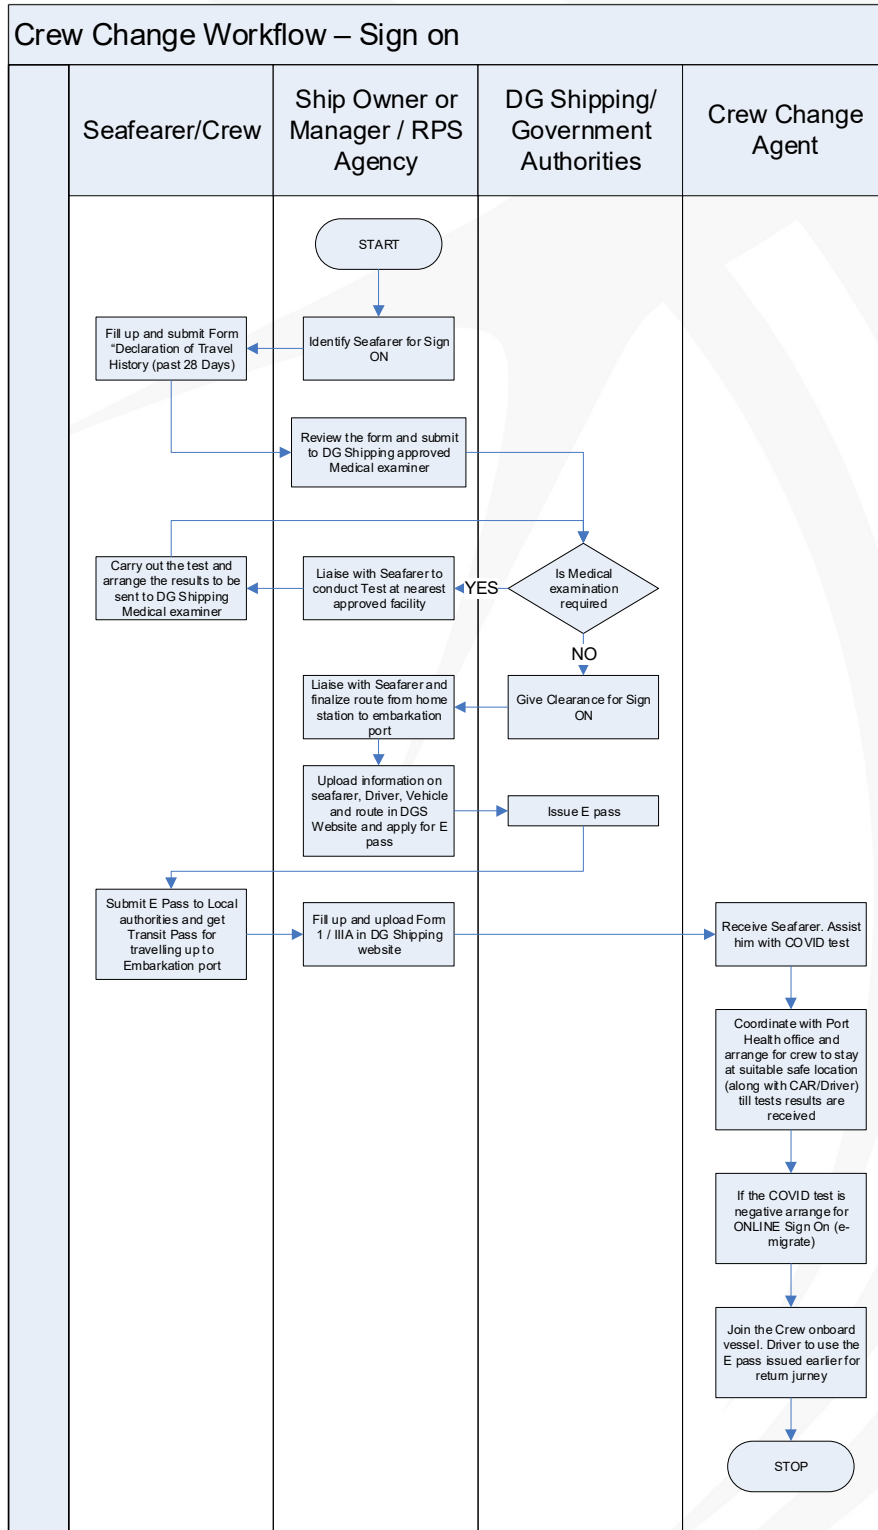 Crew Change Workflow – Sign on
Seafearer/Crew
Ship Owner or
Manager / RPS
Agency
DG Shipping/
Government
Authorities
Crew Change
Agent
START
Fill up and submit Form
“Declaration of Travel
History (past 28 Days)
Identify Seafarer for Sign
ON
Review the form and submit
to DG Shipping approved
Medical examiner
Carry out the test and
arrange the results to be
sent to DG Shipping
Medical examiner
Liaise with Seafarer to
conduct Test at nearest
approved facility
YES
Is Medical
examination
required
NO
Liaise with Seafarer and
finalize route from home
station to embarkation
port
Give Clearance for Sign
ON
Upload information on
seafarer, Driver, Vehicle
and route in DGS
Website and apply for E
pass
Issue E pass
Submit E Pass to Local
authorities and get
Transit Pass for
travelling up to
Embarkation port
Fill up and upload Form
1 / IIIA in DG Shipping
website
Receive Seafarer. Assist
him with COVID test
Coordinate with Port
Health office and
arrange for crew to stay
at suitable safe location
(along with CAR/Driver)
till tests results are
received
If the COVID test is
negative arrange for
ONLINE Sign On (e-
migrate)
Join the Crew onboard
vessel. Driver to use the
E pass issued earlier for
return jurney
STOP